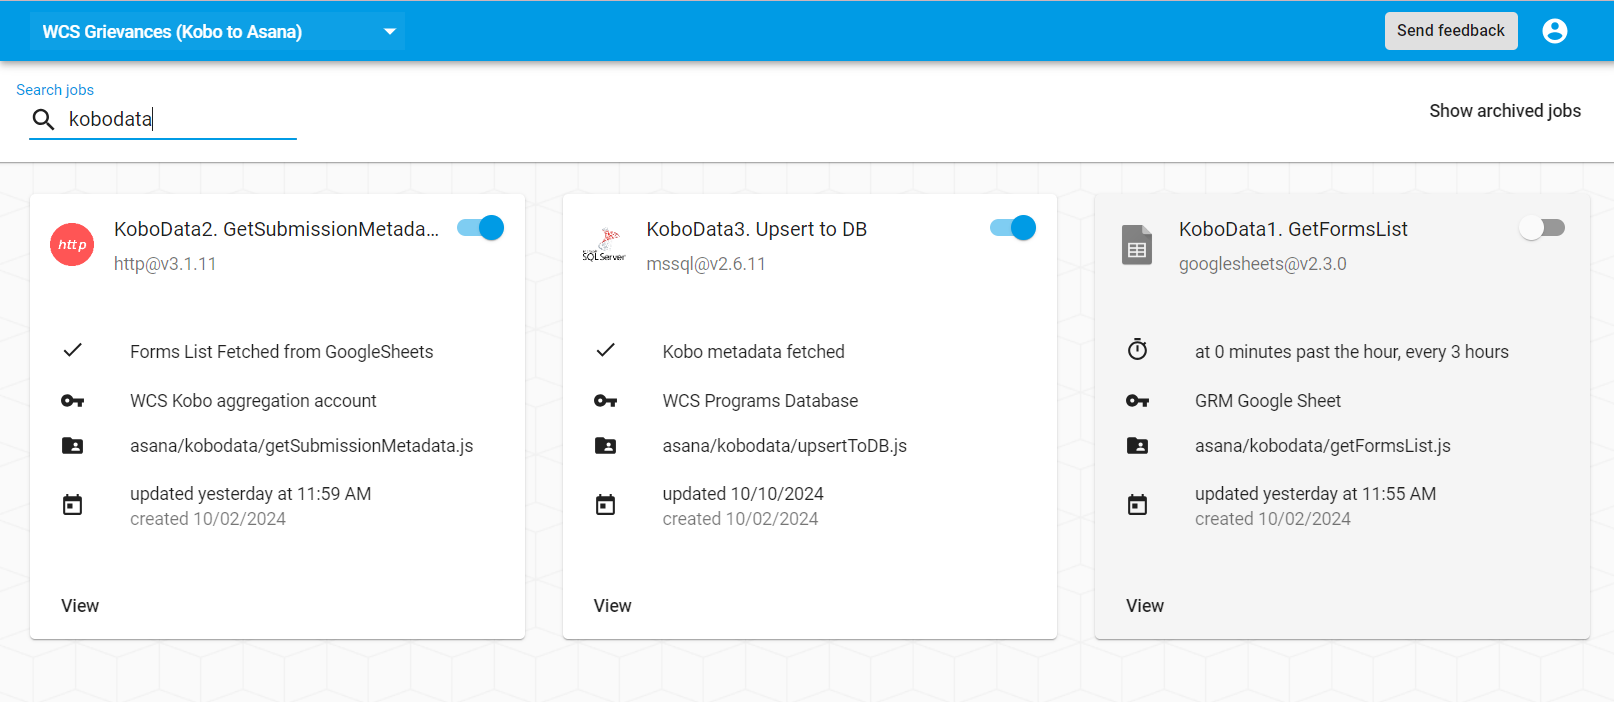 WCS Grievances (Kobo to Asana)
Send feedback
Search jobs
kobodata
Show archived jobs
http
KoboData2. GetSubmissionMetada...
http@v3.1.11
Forms List Fetched from GoogleSheets
WCS Kobo aggregation account
asana/kobodata/getSubmissionMetadata.js
updated yesterday at 11:59 AM
created 10/02/2024
View
SQL Server
KoboData3. Upsert to DB
mssql@v2.6.11
Kobo metadata fetched
WCS Programs Database
asana/kobodata/upsertToDB.js
updated 10/10/2024
created 10/02/2024
View
KoboData1. GetFormsList
googlesheets@v2.3.0
at 0 minutes past the hour, every 3 hours
GRM Google Sheet
asana/kobodata/getFormsList.js
updated yesterday at 11:55 AM
created 10/02/2024
View